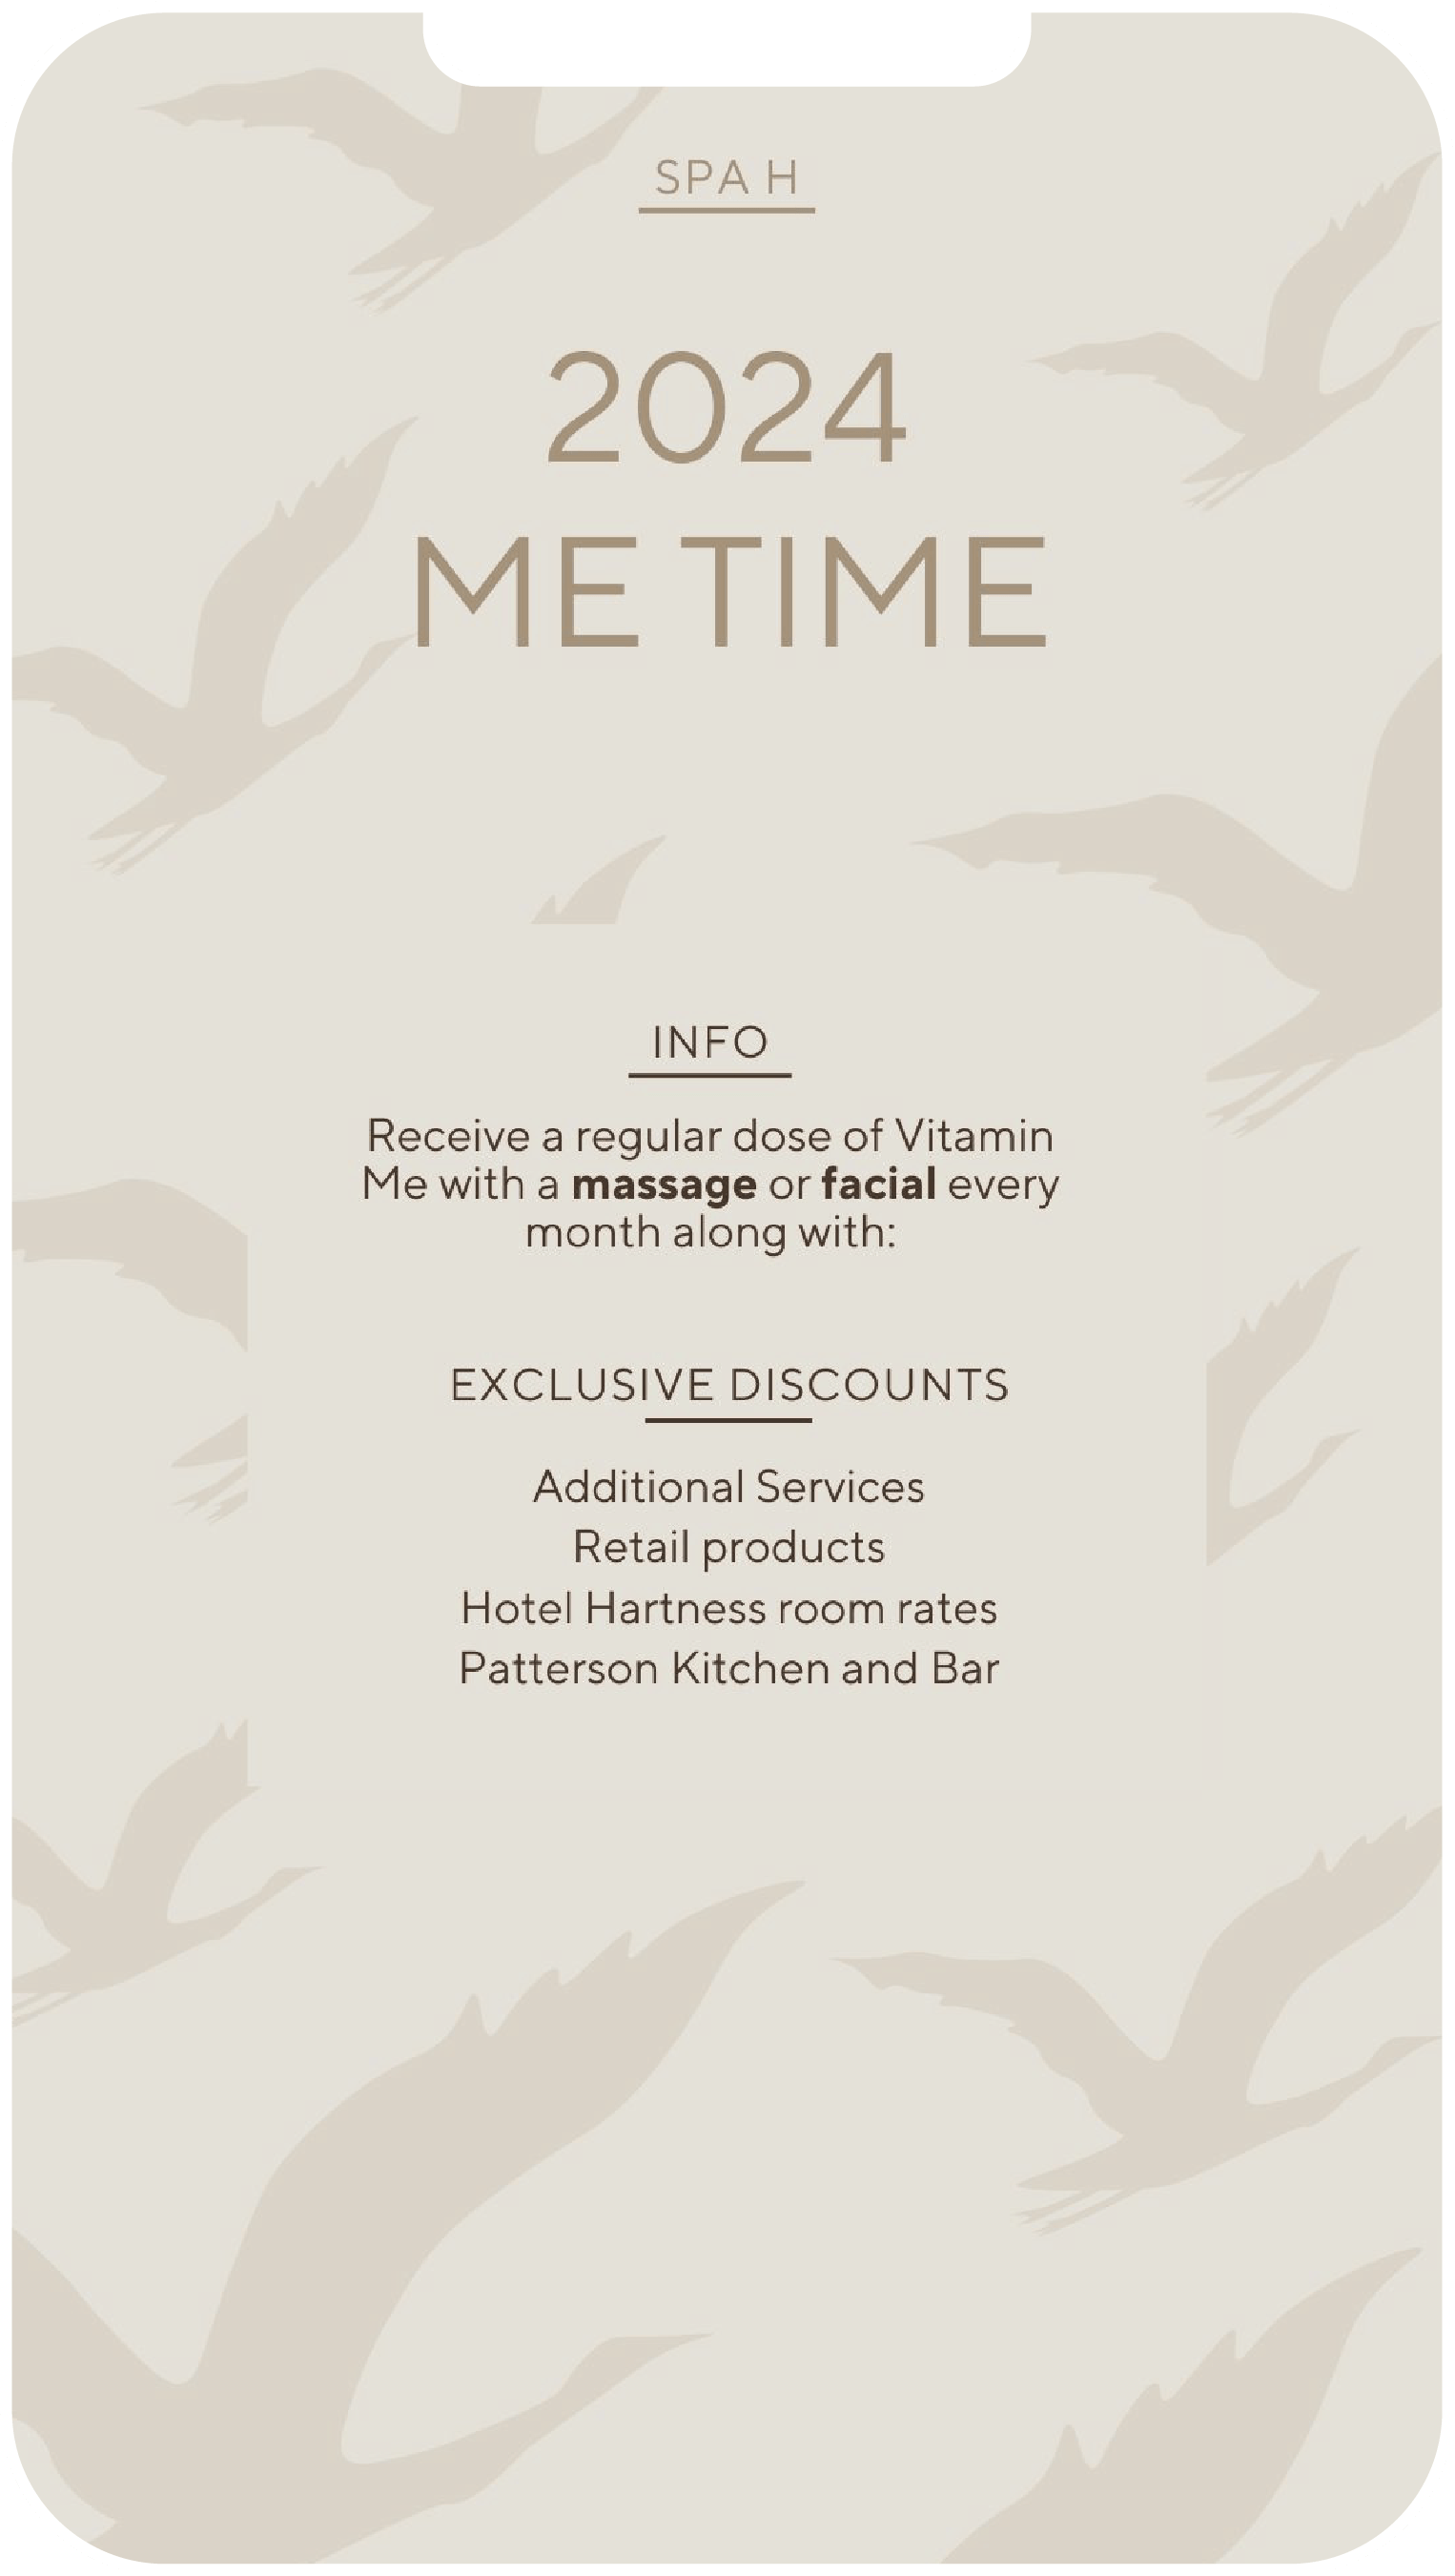 SPA H
2024
ME TIME
INFO
Receive a regular dose of Vitamin
Me with a massage or facial every
month along with:
EXCLUSIVE DISCOUNTS
Additional Services
Retail products
Hotel Hartness room rates
Patterson Kitchen and Bar